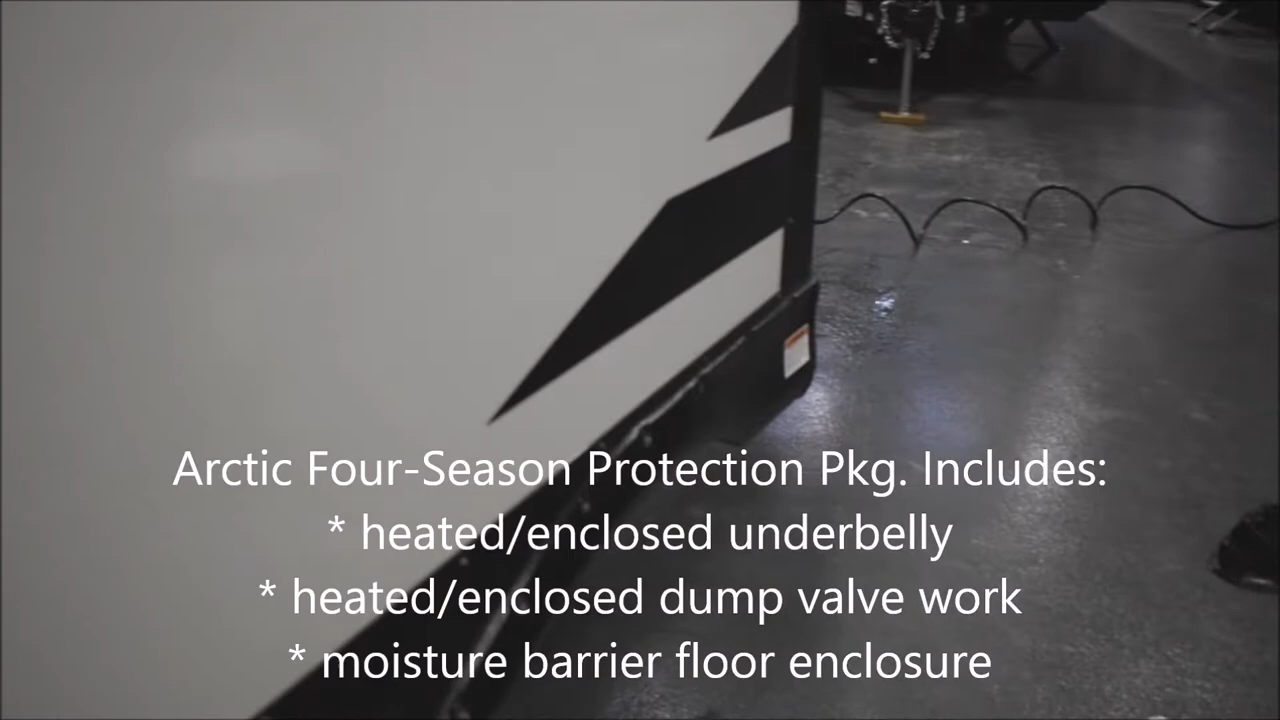 Arctic Four-Season Protection Pkg. Includes:
* heated/enclosed underbelly
* heated/enclosed dump valve work
* moisture barrier floor enclosure